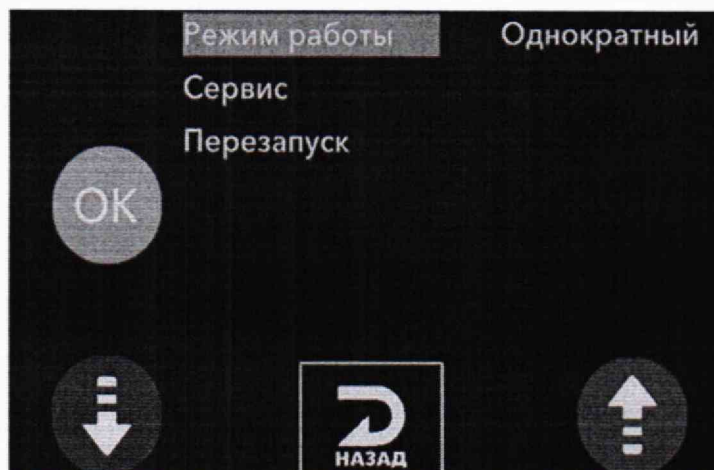 Режим работы Однократный
Сервис
Перезапуск
OK
НАЗАД